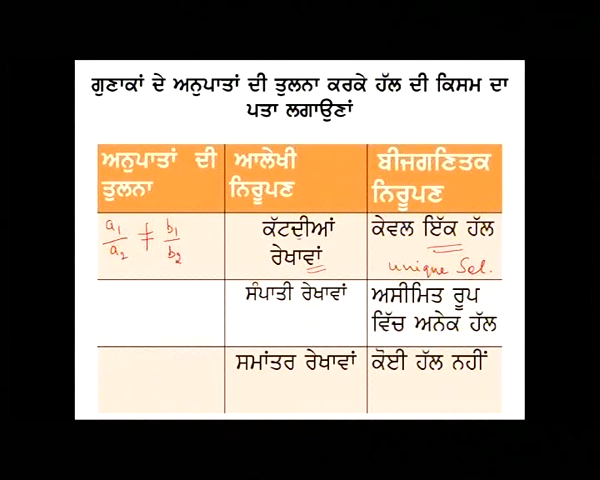 ਗੁਣਾਕਾਂ ਦੇ ਅਨੁਪਾਤਾਂ ਦੀ ਤੁਲਨਾ ਕਰਕੇ ਹੱਲ ਦੀ ਕਿਸਮ ਦਾ
ਪਤਾ ਲਗਾਉਣਾਂ
ਅਨੁਪਾਤਾਂ ਦੀ
ਤੁਲਨਾ
ਆਲੇਖੀ
ਨਿਰੂਪਣ
ਬੀਜਗਣਿਤਕ
ਨਿਰੂਪਣ
a₁/a₂ ≠ b₁/b₂
ਕੱਟਦੀਆਂ
ਰੇਖਾਵਾਂ
ਕੇਵਲ ਇੱਕ ਹੱਲ
unique Sol.
ਸੰਪਾਤੀ ਰੇਖਾਵਾਂ
ਅਸੀਮਿਤ ਰੂਪ
ਵਿੱਚ ਅਨੇਕ ਹੱਲ
ਸਮਾਂਤਰ ਰੇਖਾਵਾਂ
ਕੋਈ ਹੱਲ ਨਹੀਂ